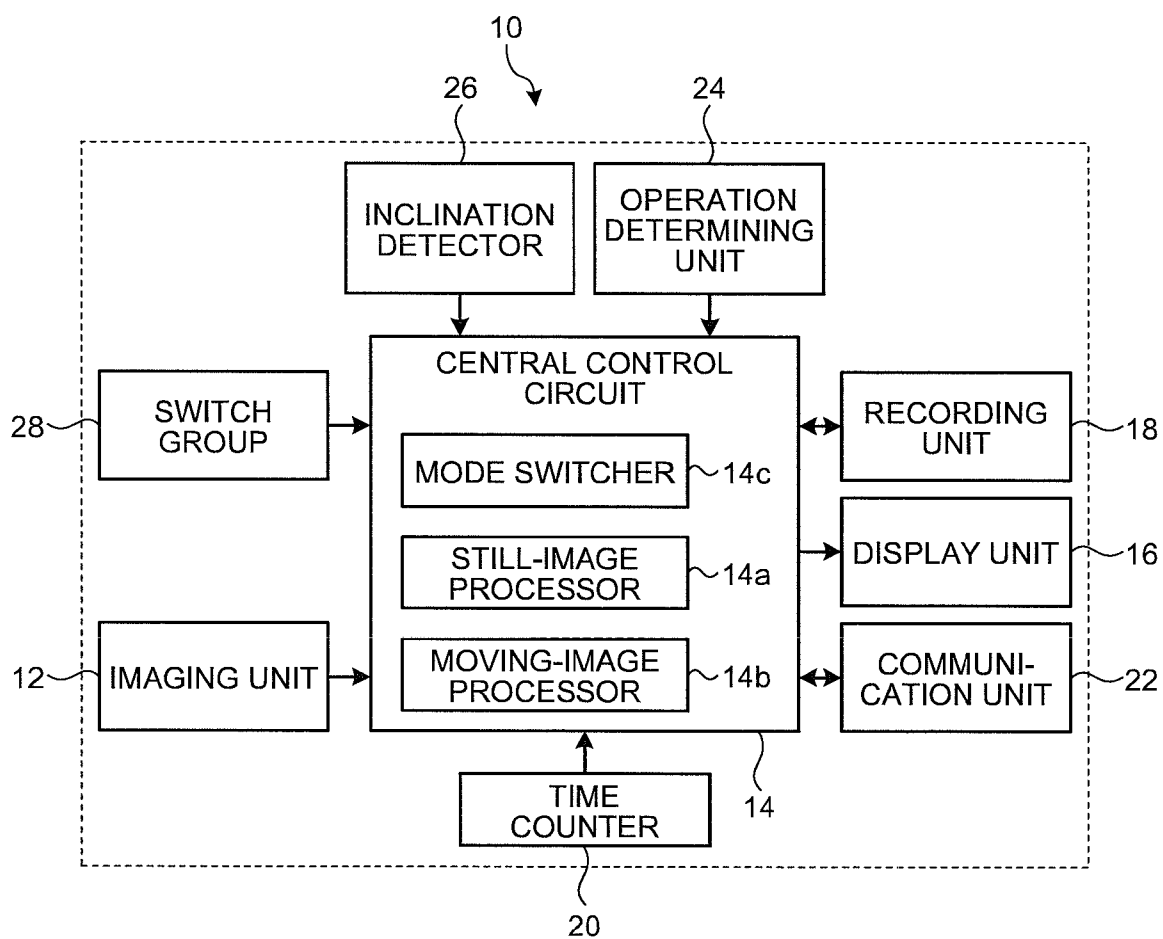 10
26
24
INCLINATION
DETECTOR
OPERATION
DETERMINING
UNIT
CENTRAL CONTROL
CIRCUIT
28
SWITCH
GROUP
RECORDING
UNIT
18
MODE SWITCHER
14c
STILL-IMAGE
PROCESSOR
14a
DISPLAY UNIT
16
12
IMAGING UNIT
MOVING-IMAGE
PROCESSOR
14b
COMMUNI-
CATION UNIT
22
14
TIME
COUNTER
20